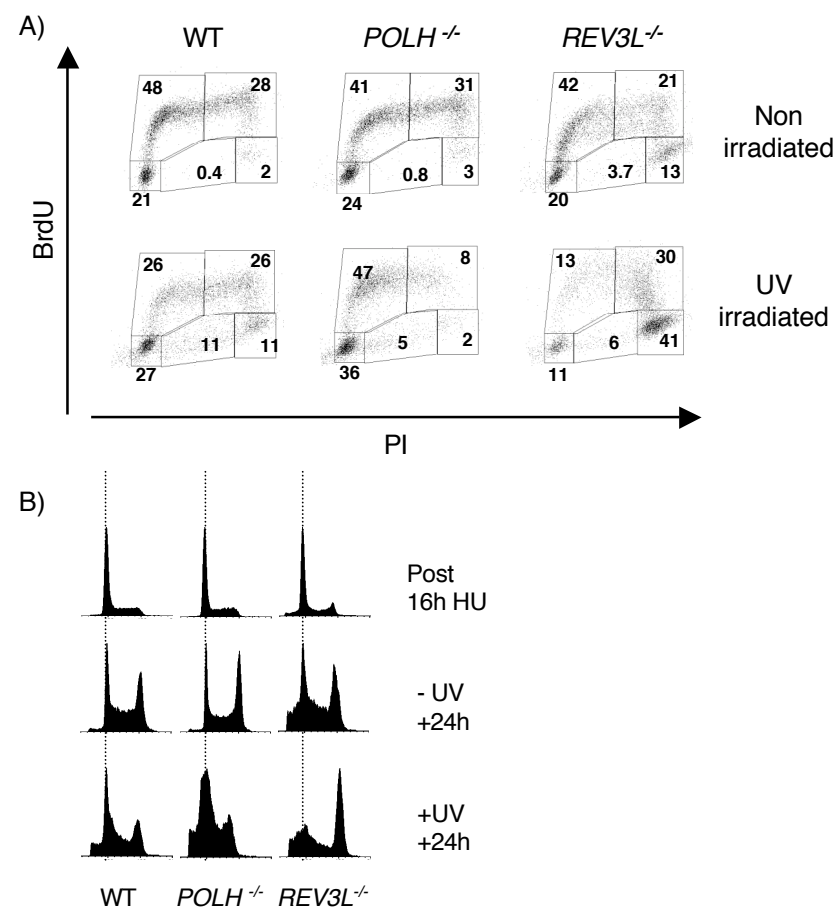 A)
WT POLH -/- REV3L-/-
48 28 41 31 42 21
Non
irradiated
0.4 2 0.8 3 3.7 13
21 24 20
BrdU
26 26 47 8 13 30
UV
irradiated
11 11 5 2 6 41
27 36 11
PI
B)
Post
16h HU
- UV
+24h
+UV
+24h
WT POLH -/- REV3L-/-